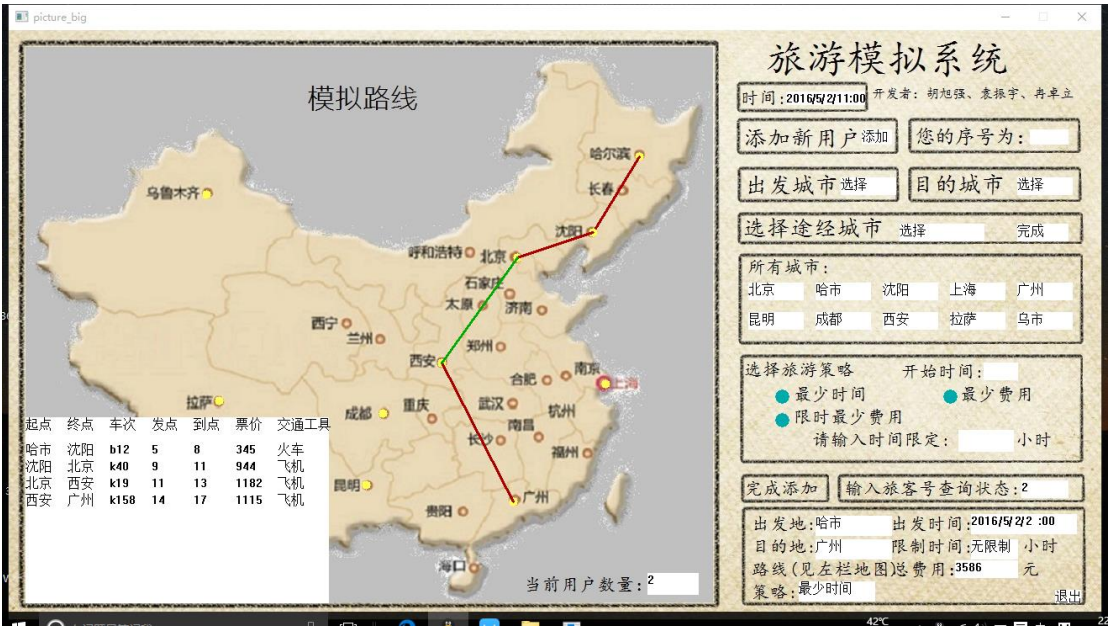 picture_big
模拟路线
哈尔滨
长春
乌鲁木齐
沈阳
呼和浩特
北京
石家庄
太原
济南
西宁
兰州
西安
郑州
南京
合肥
上海
拉萨
成都
重庆
武汉
杭州
南昌
长沙
福州
昆明
广州
贵阳
海口
起点 终点 车次 发点 到点 票价 交通工具
哈市 沈阳 b12 5 8 345 火车
沈阳 北京 k40 9 11 944 飞机
北京 西安 k19 11 13 1182 飞机
西安 广州 k158 14 17 1115 飞机
当前用户数量:2
旅游模拟系统
时间:2016/5/2/11:00 开发者: 胡旭强、袁振宇、冉卓立
添加新用户 添加 您的序号为:
出发城市 选择 目的城市 选择
选择途经城市 选择 完成
所有城市:
北京 哈市 沈阳 上海 广州
昆明 成都 西安 拉萨 乌市
选择旅游策略 开始时间:
最少时间 最少费用
限时最少费用
请输入时间限定: 小时
完成添加 输入旅客号查询状态:2
出发地:哈市 出发时间:2016/5/2/2 :00
目的地:广州 限制时间:无限制 小时
路线(见左栏地图)总费用:3586 元
策略:最少时间
退出
42℃